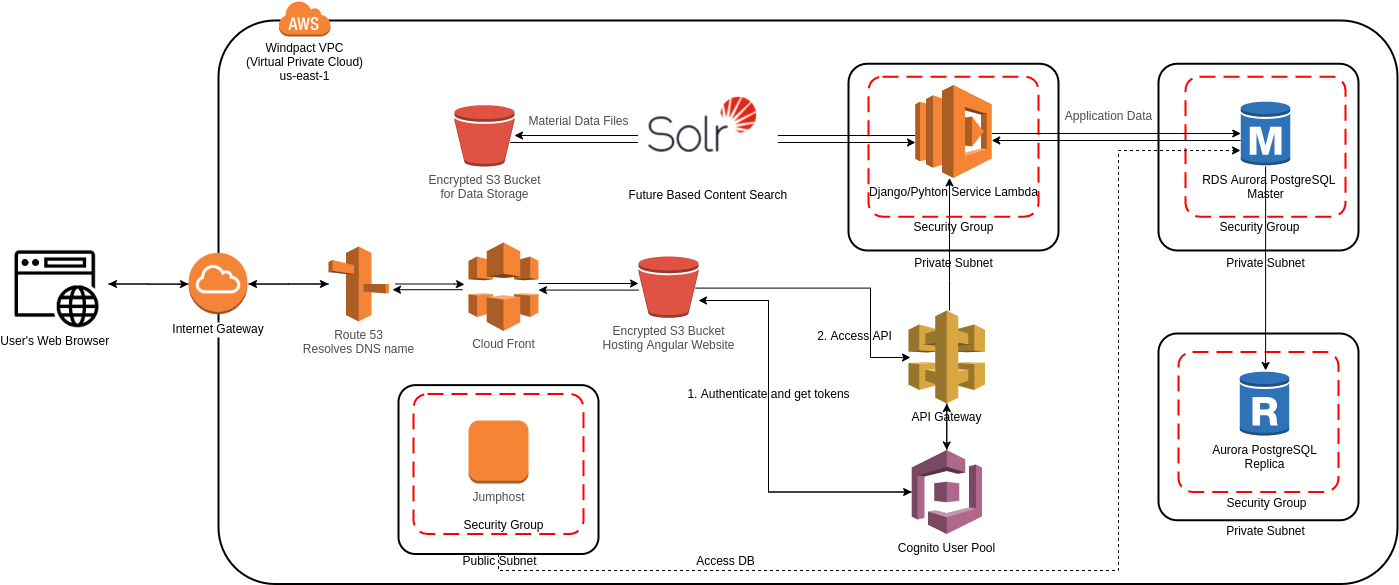 AWS
Windpact VPC
(Virtual Private Cloud)
us-east-1
Material Data Files
Solr
Application Data
M
Encrypted S3 Bucket
for Data Storage
Future Based Content Search
Django/Pyhton Service Lambda
RDS Aurora PostgreSQL
Master
Security Group
Security Group
Private Subnet
Private Subnet
User's Web Browser
Internet Gateway
Route 53
Resolves DNS name
Cloud Front
Encrypted S3 Bucket
Hosting Angular Website
2. Access API
1. Authenticate and get tokens
API Gateway
R
Aurora PostgreSQL
Replica
Jumphost
Security Group
Security Group
Private Subnet
Cognito User Pool
Public Subnet
Access DB